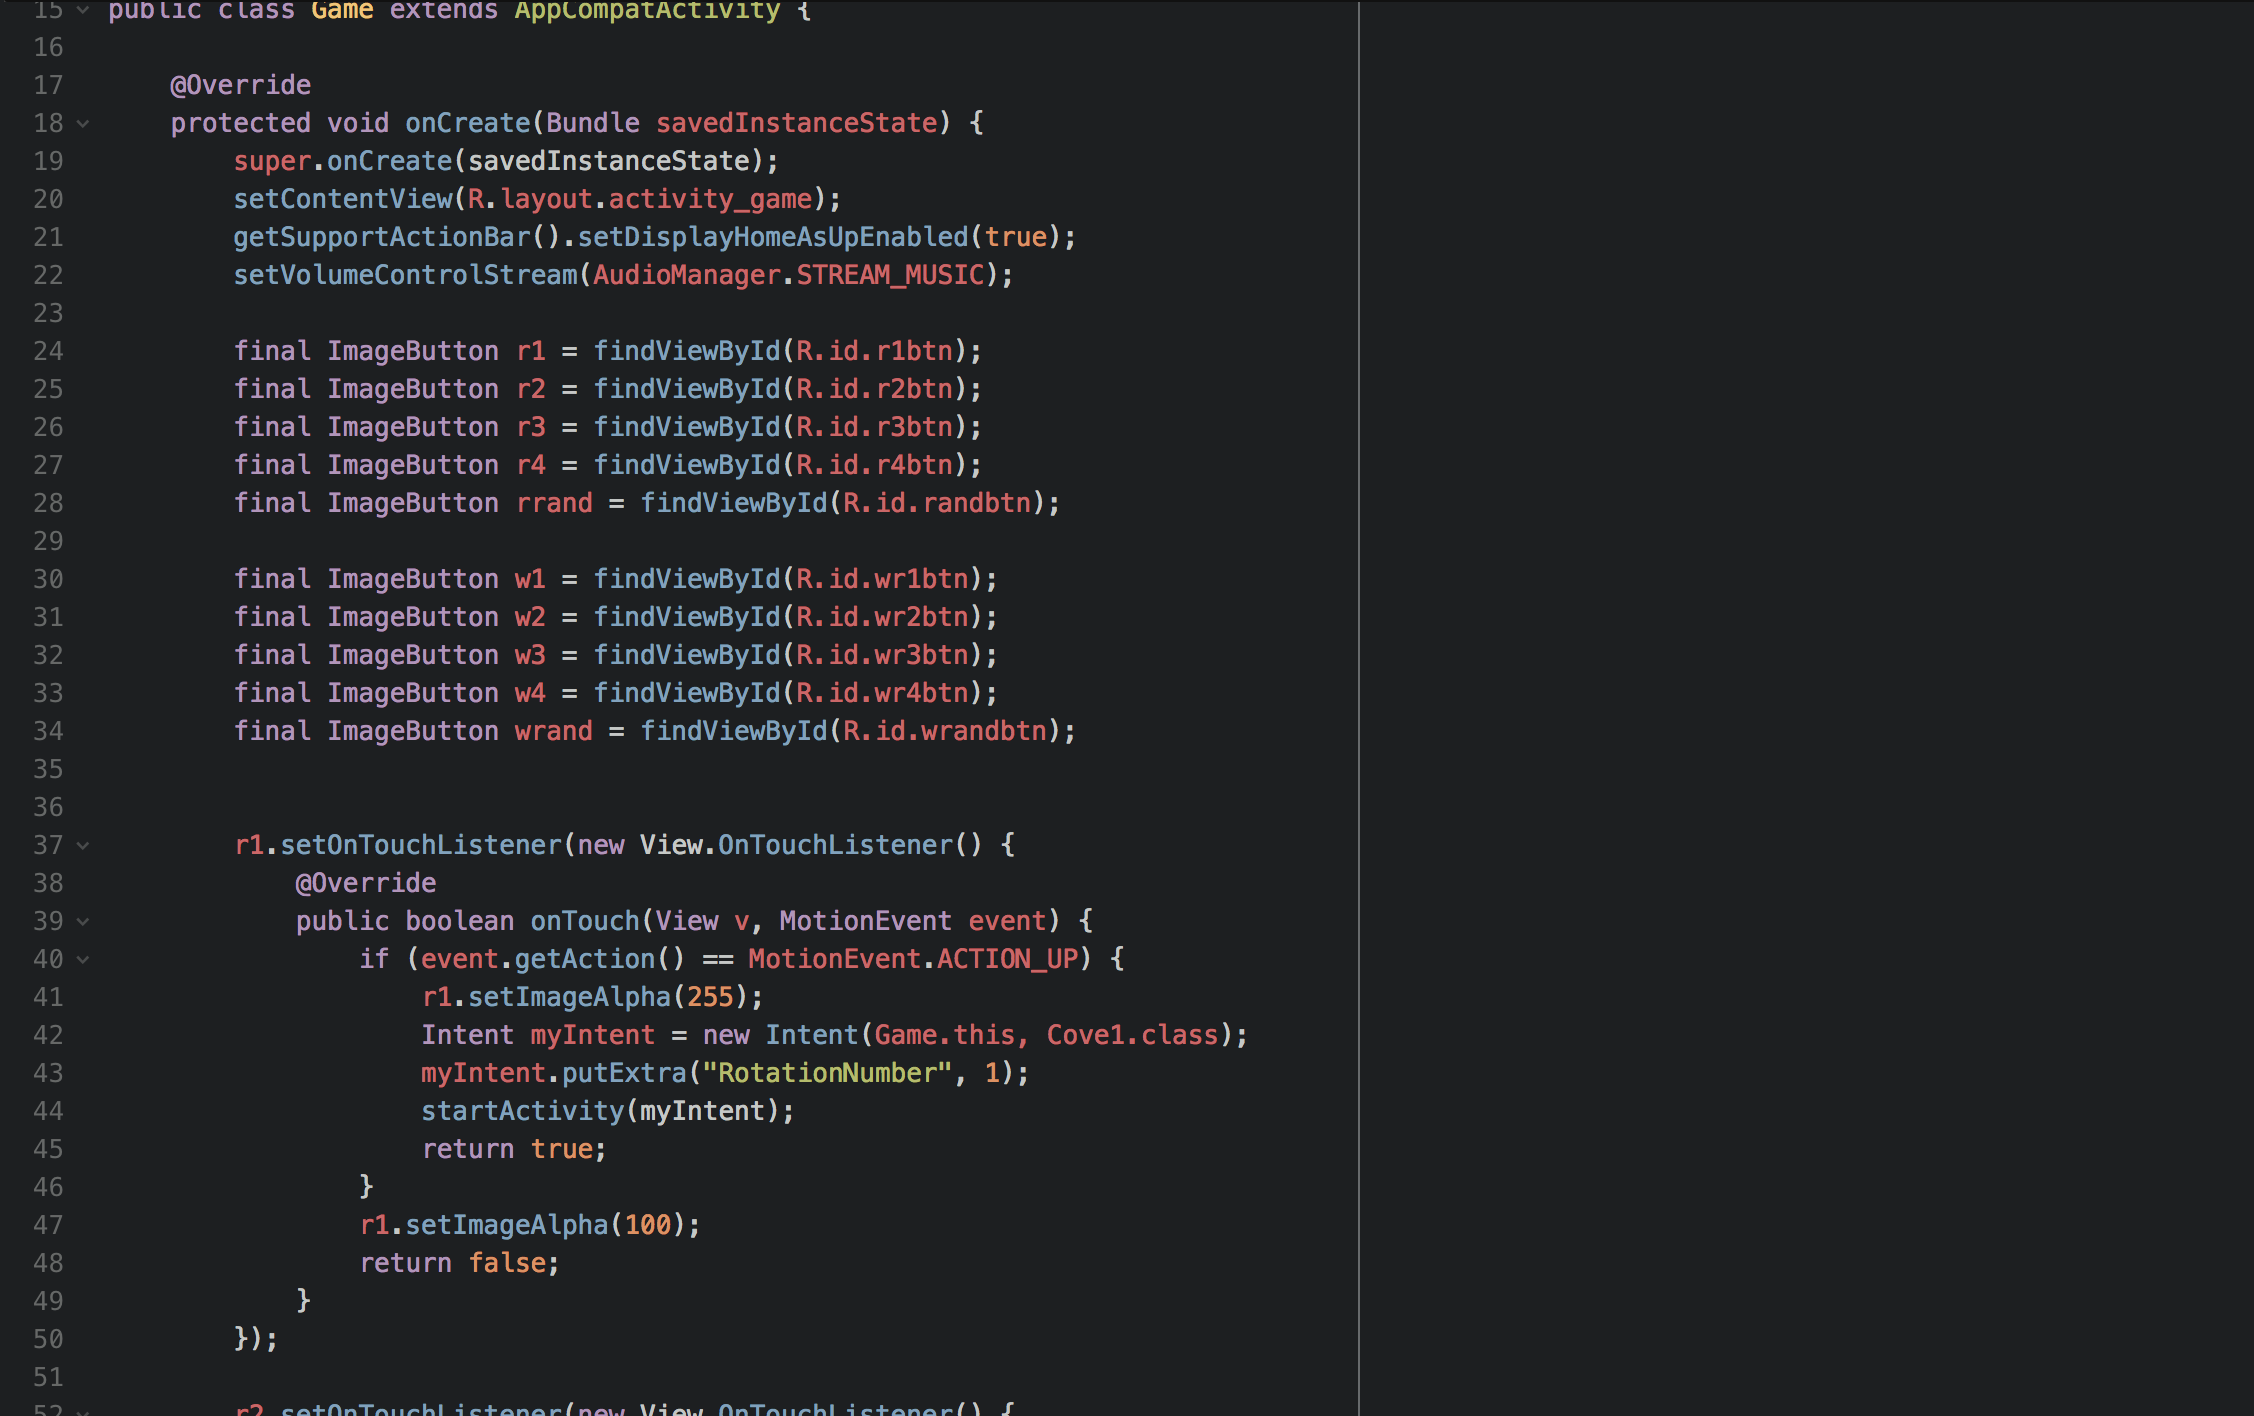 15 public class Game extends AppCompatActivity {
16
17     @Override
18     protected void onCreate(Bundle savedInstanceState) {
19         super.onCreate(savedInstanceState);
20         setContentView(R.layout.activity_game);
21         getSupportActionBar().setDisplayHomeAsUpEnabled(true);
22         setVolumeControlStream(AudioManager.STREAM_MUSIC);
23
24         final ImageButton r1 = findViewById(R.id.r1btn);
25         final ImageButton r2 = findViewById(R.id.r2btn);
26         final ImageButton r3 = findViewById(R.id.r3btn);
27         final ImageButton r4 = findViewById(R.id.r4btn);
28         final ImageButton rrand = findViewById(R.id.randbtn);
29
30         final ImageButton w1 = findViewById(R.id.wr1btn);
31         final ImageButton w2 = findViewById(R.id.wr2btn);
32         final ImageButton w3 = findViewById(R.id.wr3btn);
33         final ImageButton w4 = findViewById(R.id.wr4btn);
34         final ImageButton wrand = findViewById(R.id.wrandbtn);
35
36
37         r1.setOnTouchListener(new View.OnTouchListener() {
38             @Override
39             public boolean onTouch(View v, MotionEvent event) {
40                 if (event.getAction() == MotionEvent.ACTION_UP) {
41                     r1.setImageAlpha(255);
42                     Intent myIntent = new Intent(Game.this, Cove1.class);
43                     myIntent.putExtra("RotationNumber", 1);
44                     startActivity(myIntent);
45                     return true;
46                 }
47                 r1.setImageAlpha(100);
48                 return false;
49             }
50         });
51
52         r2.setOnTouchListener(new View.OnTouchListener() {